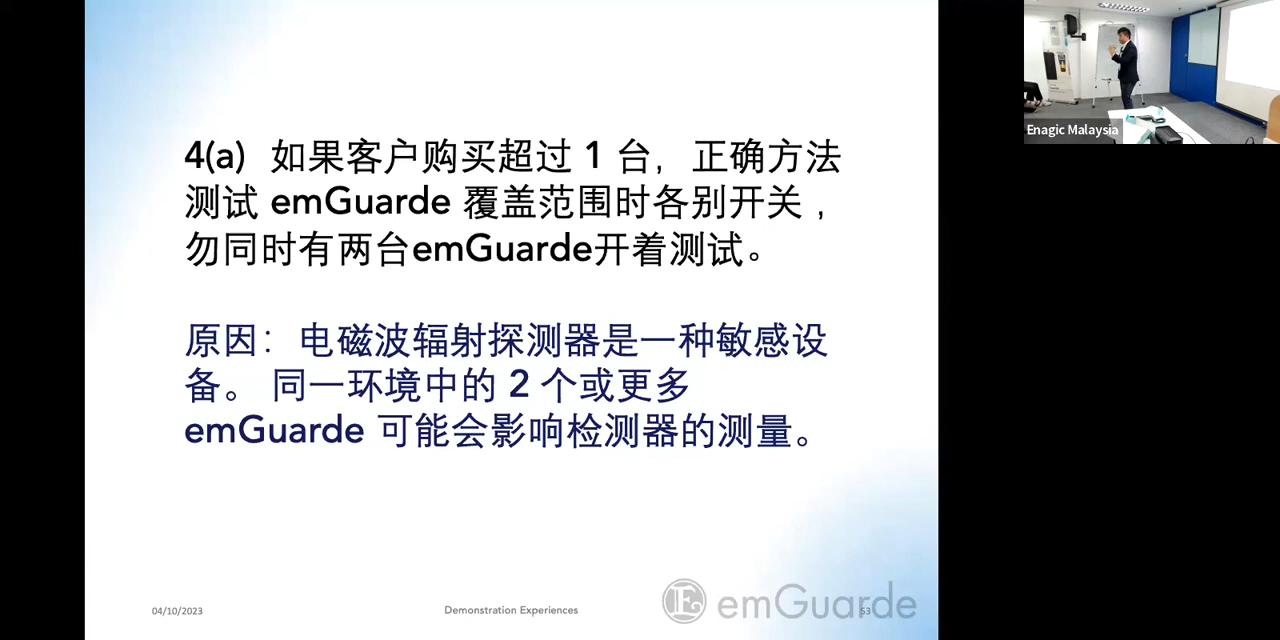 4(a) 如果客户购买超过 1 台，正确方法
测试 emGuarde 覆盖范围时各别开关，
勿同时有两台emGuarde开着测试。
原因： 电磁波辐射探测器是一种敏感设
备。 同一环境中的 2 个或更多
emGuarde 可能会影响检测器的测量。
04/10/2023
Demonstration Experiences
emGuarde
53
Enagic Malaysia